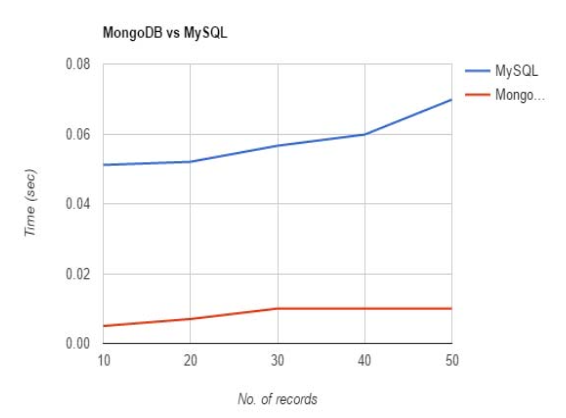 MongoDB vs MySQL
0.08
0.06
0.04
0.02
0.00
Time (sec)
10 20 30 40 50
No. of records
MySQL
Mongo...